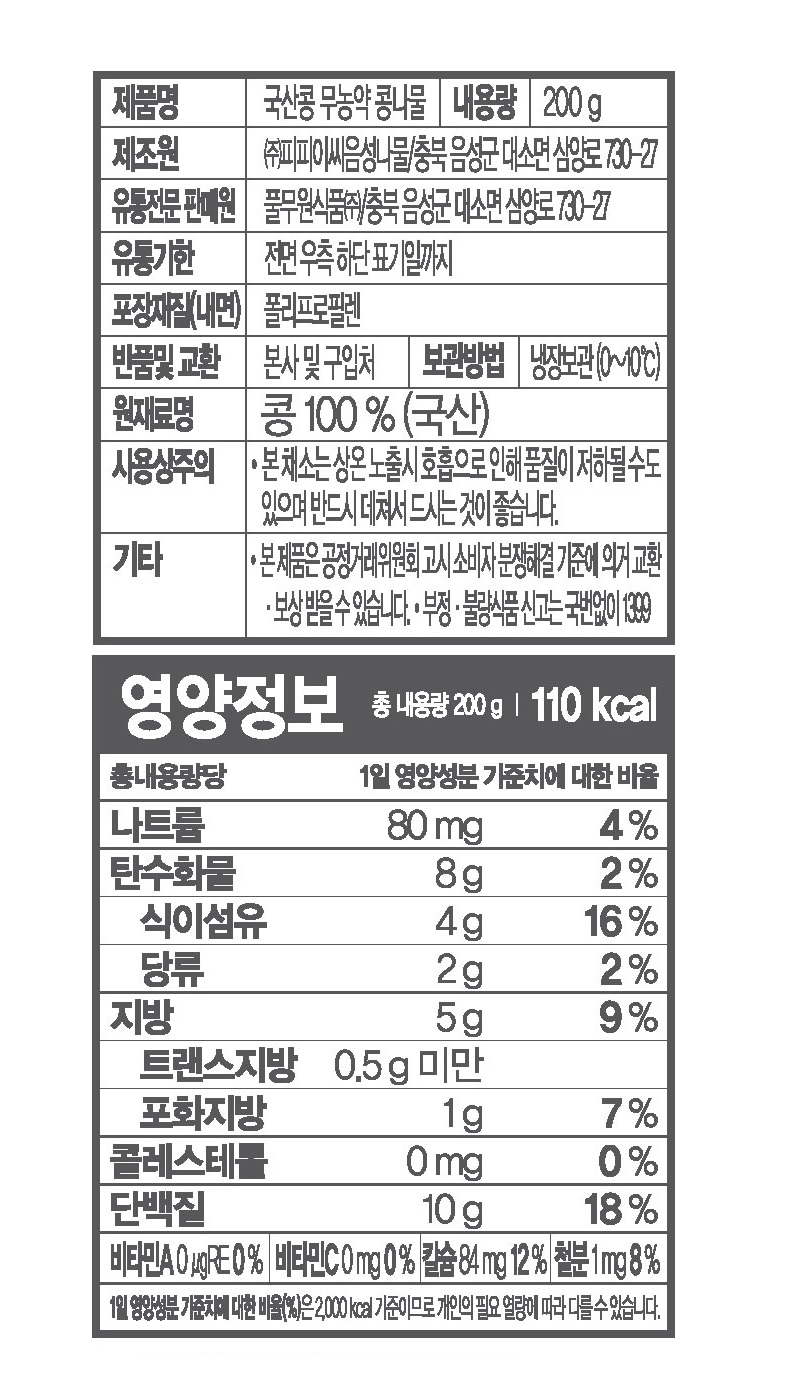 제품명 국산콩 무농약 콩나물 내용량 200 g
제조원 ㈜피피이씨음성나물/충북 음성군 대소면 삼양로 730-27
유통전문 판매원 풀무원식품㈜/충북 음성군 대소면 삼양로 730-27
유통기한 전면 우측 하단 표기일까지
포장재질(내면) 폴리프로필렌
반품및 교환 본사 및 구입처 보관방법 냉장보관 (0~10℃)
원재료명 콩 100 % (국산)
사용상주의 • 본 채소는 상온 노출시 호흡으로 인해 품질이 저하될 수도
있으며 반드시 데쳐서 드시는 것이 좋습니다.
기타 • 본 제품은 공정거래위원회 고시 소비자 분쟁해결 기준에 의거 교환
· 보상 받을 수 있습니다. • 부정 · 불량식품 신고는 국번없이 1399
영양정보 총 내용량 200 g | 110 kcal
총내용량당 1일 영양성분 기준치에 대한 비율
나트륨 80 mg 4 %
탄수화물 8 g 2 %
식이섬유 4 g 16 %
당류 2 g 2 %
지방 5 g 9 %
트랜스지방 0.5 g 미만
포화지방 1 g 7 %
콜레스테롤 0 mg 0 %
단백질 10 g 18 %
비타민A 0 μgRE 0 % 비타민C 0 mg 0 % 칼슘 84 mg 12 % 철분 1 mg 8 %
1일 영양성분 기준치에 대한 비율(%)은 2,000 kcal 기준이므로 개인의 필요 열량에 따라 다를 수 있습니다.